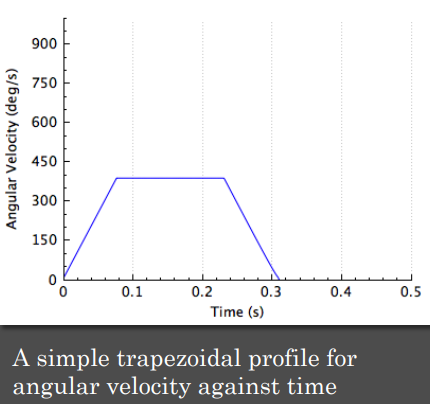 900
750
600
450
300
150
0
Angular Velocity (deg/s)
0 0.1 0.2 0.3 0.4 0.5
Time (s)
A simple trapezoidal profile for
angular velocity against time